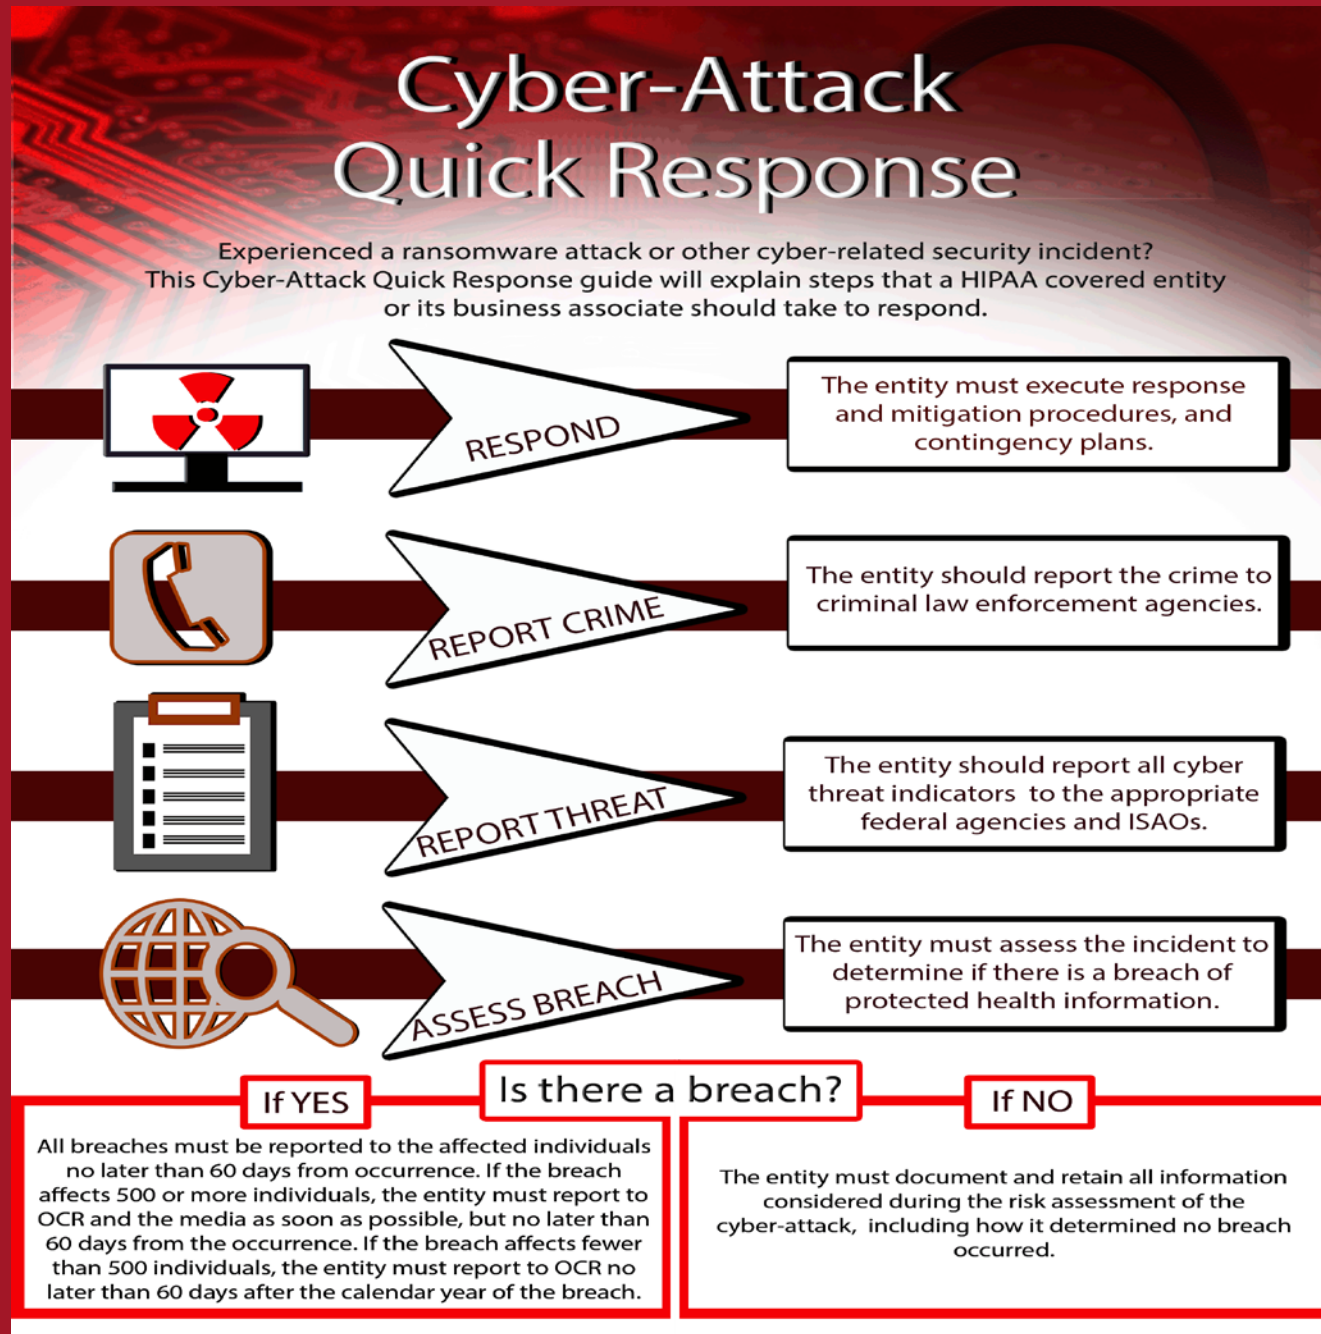 Cyber-Attack
Quick Response
Experienced a ransomware attack or other cyber-related security incident?
This Cyber-Attack Quick Response guide will explain steps that a HIPAA covered entity
or its business associate should take to respond.
RESPOND
The entity must execute response
and mitigation procedures, and
contingency plans.
REPORT CRIME
The entity should report the crime to
criminal law enforcement agencies.
REPORT THREAT
The entity should report all cyber
threat indicators to the appropriate
federal agencies and ISAOs.
ASSESS BREACH
The entity must assess the incident to
determine if there is a breach of
protected health information.
Is there a breach?
If YES
All breaches must be reported to the affected individuals
no later than 60 days from occurrence. If the breach
affects 500 or more individuals, the entity must report to
OCR and the media as soon as possible, but no later than
60 days from the occurrence. If the breach affects fewer
than 500 individuals, the entity must report to OCR no
later than 60 days after the calendar year of the breach.
If NO
The entity must document and retain all information
considered during the risk assessment of the
cyber-attack, including how it determined no breach
occurred.